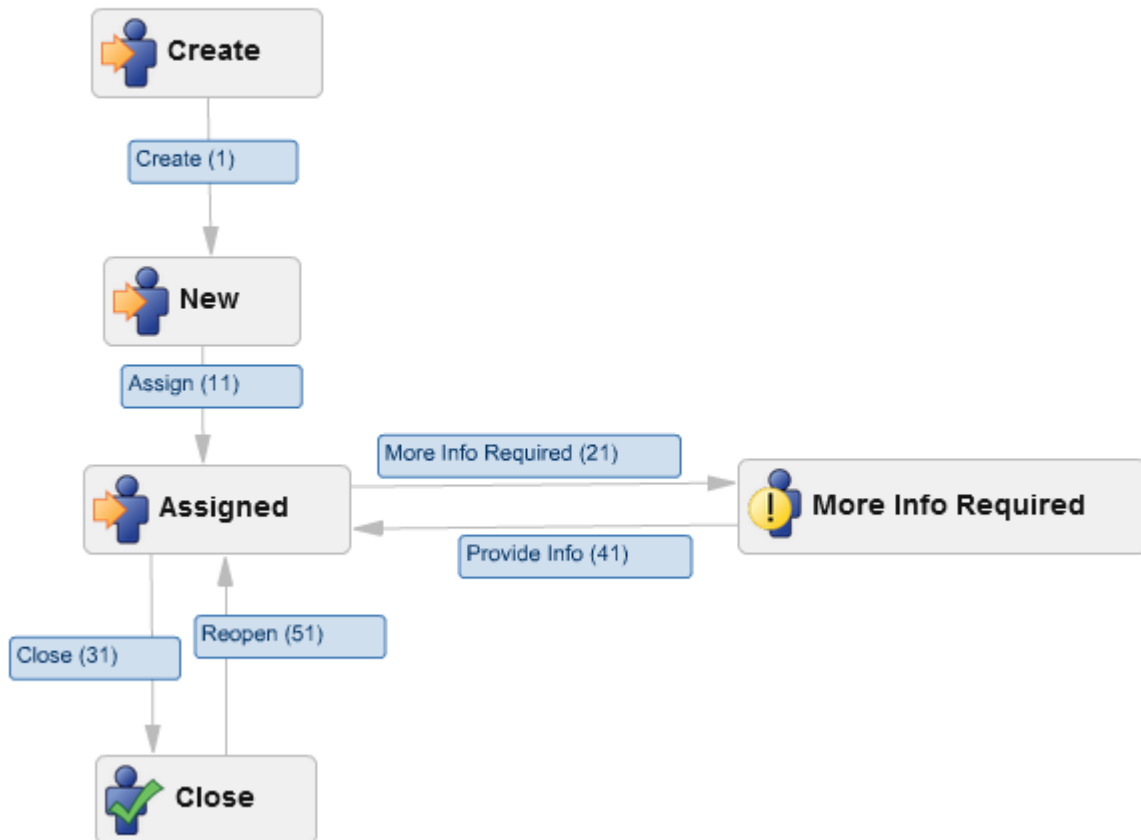 Create
Create (1)
New
Assign (11)
More Info Required (21)
Assigned
More Info Required
Provide Info (41)
Reopen (51)
Close (31)
Close